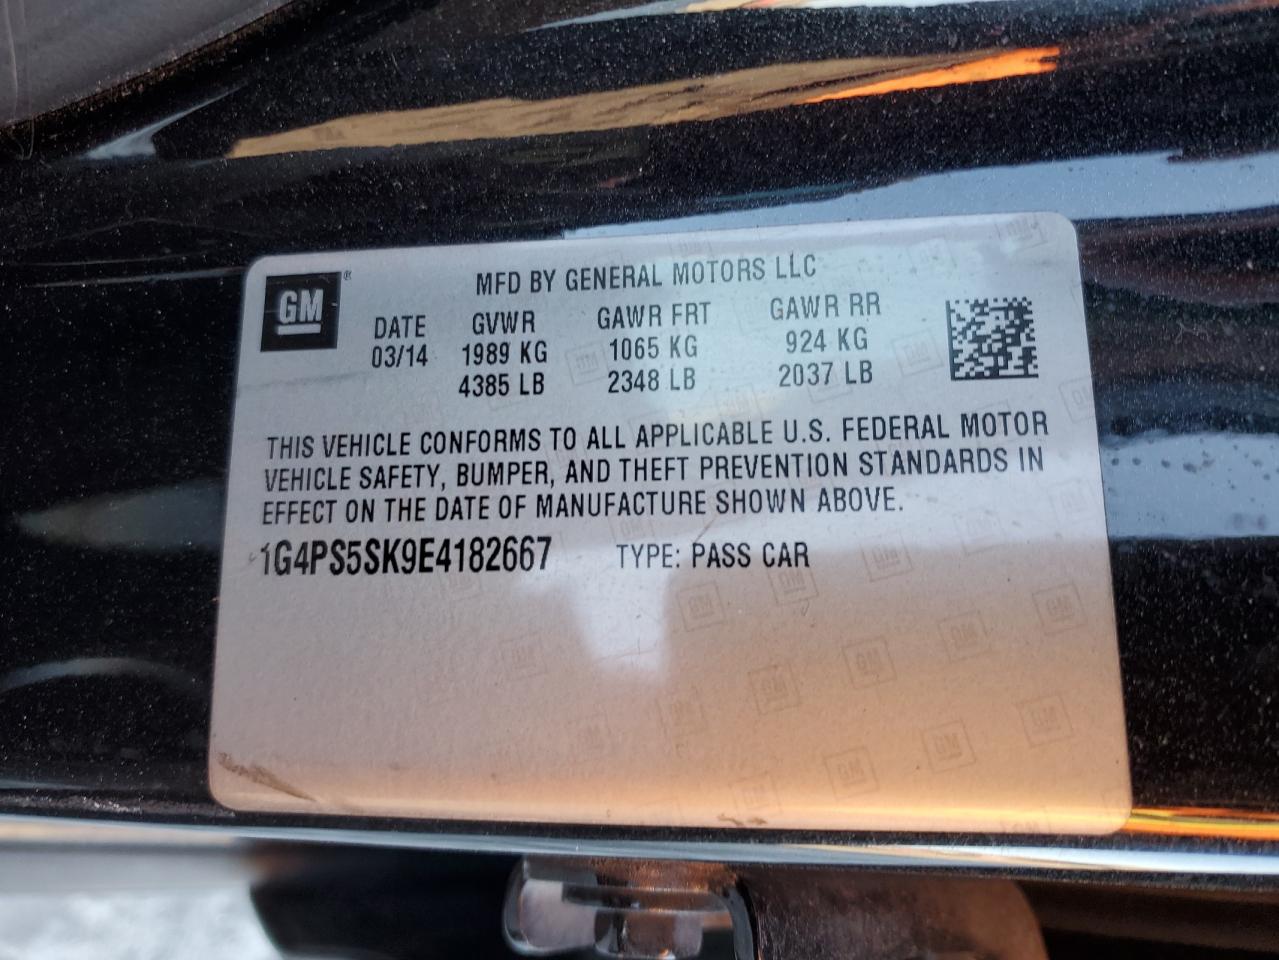 GM ®
MFD BY GENERAL MOTORS LLC
DATE GVWR GAWR FRT GAWR RR
03/14 1989 KG 1065 KG 924 KG
4385 LB 2348 LB 2037 LB
THIS VEHICLE CONFORMS TO ALL APPLICABLE U.S. FEDERAL MOTOR
VEHICLE SAFETY, BUMPER, AND THEFT PREVENTION STANDARDS IN
EFFECT ON THE DATE OF MANUFACTURE SHOWN ABOVE.
1G4PS5SK9E4182667 TYPE: PASS CAR